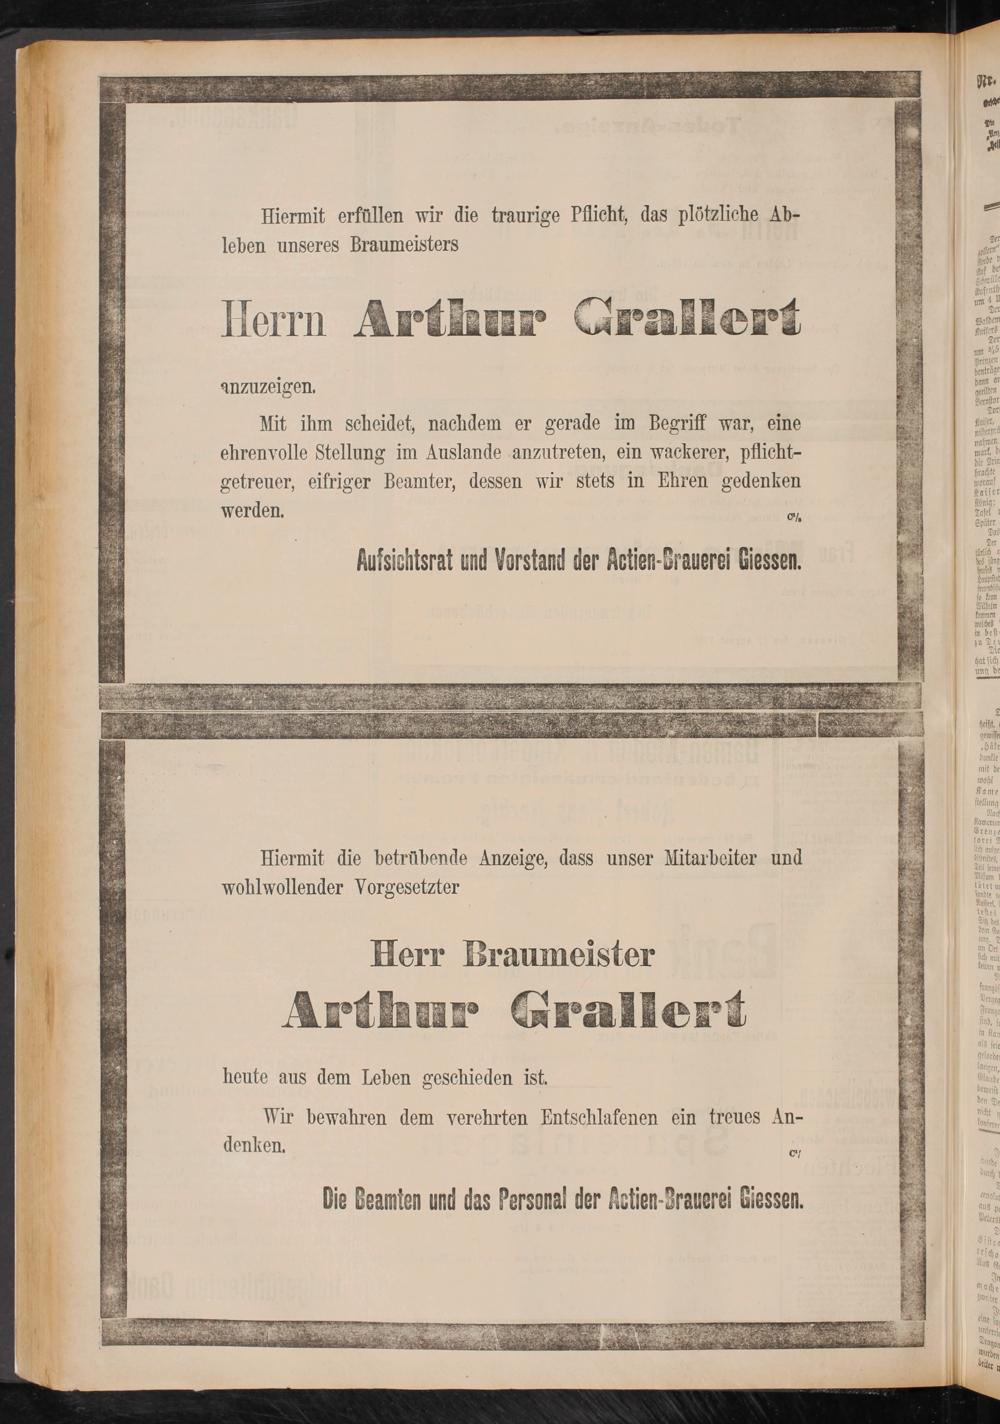 Hiermit erfüllen wir die traurige Pflicht, das plötzliche Ab-
leben unseres Braumeisters
Herrn Arthur Grallert
anzuzeigen.
Mit ihm scheidet, nachdem er gerade im Begriff war, eine
ehrenvolle Stellung im Auslande anzutreten, ein wackerer, pflicht-
getreuer, eifriger Beamter, dessen wir stets in Ehren gedenken
werden.
Aufsichtsrat und Vorstand der Actien-Brauerei Giessen.
Hiermit die betrübende Anzeige, dass unser Mitarbeiter und
wohlwollender Vorgesetzter
Herr Braumeister
Arthur Grallert
heute aus dem Leben geschieden ist.
Wir bewahren dem verehrten Entschlafenen ein treues An-
denken.
Die Beamten und das Personal der Actien-Brauerei Giessen.